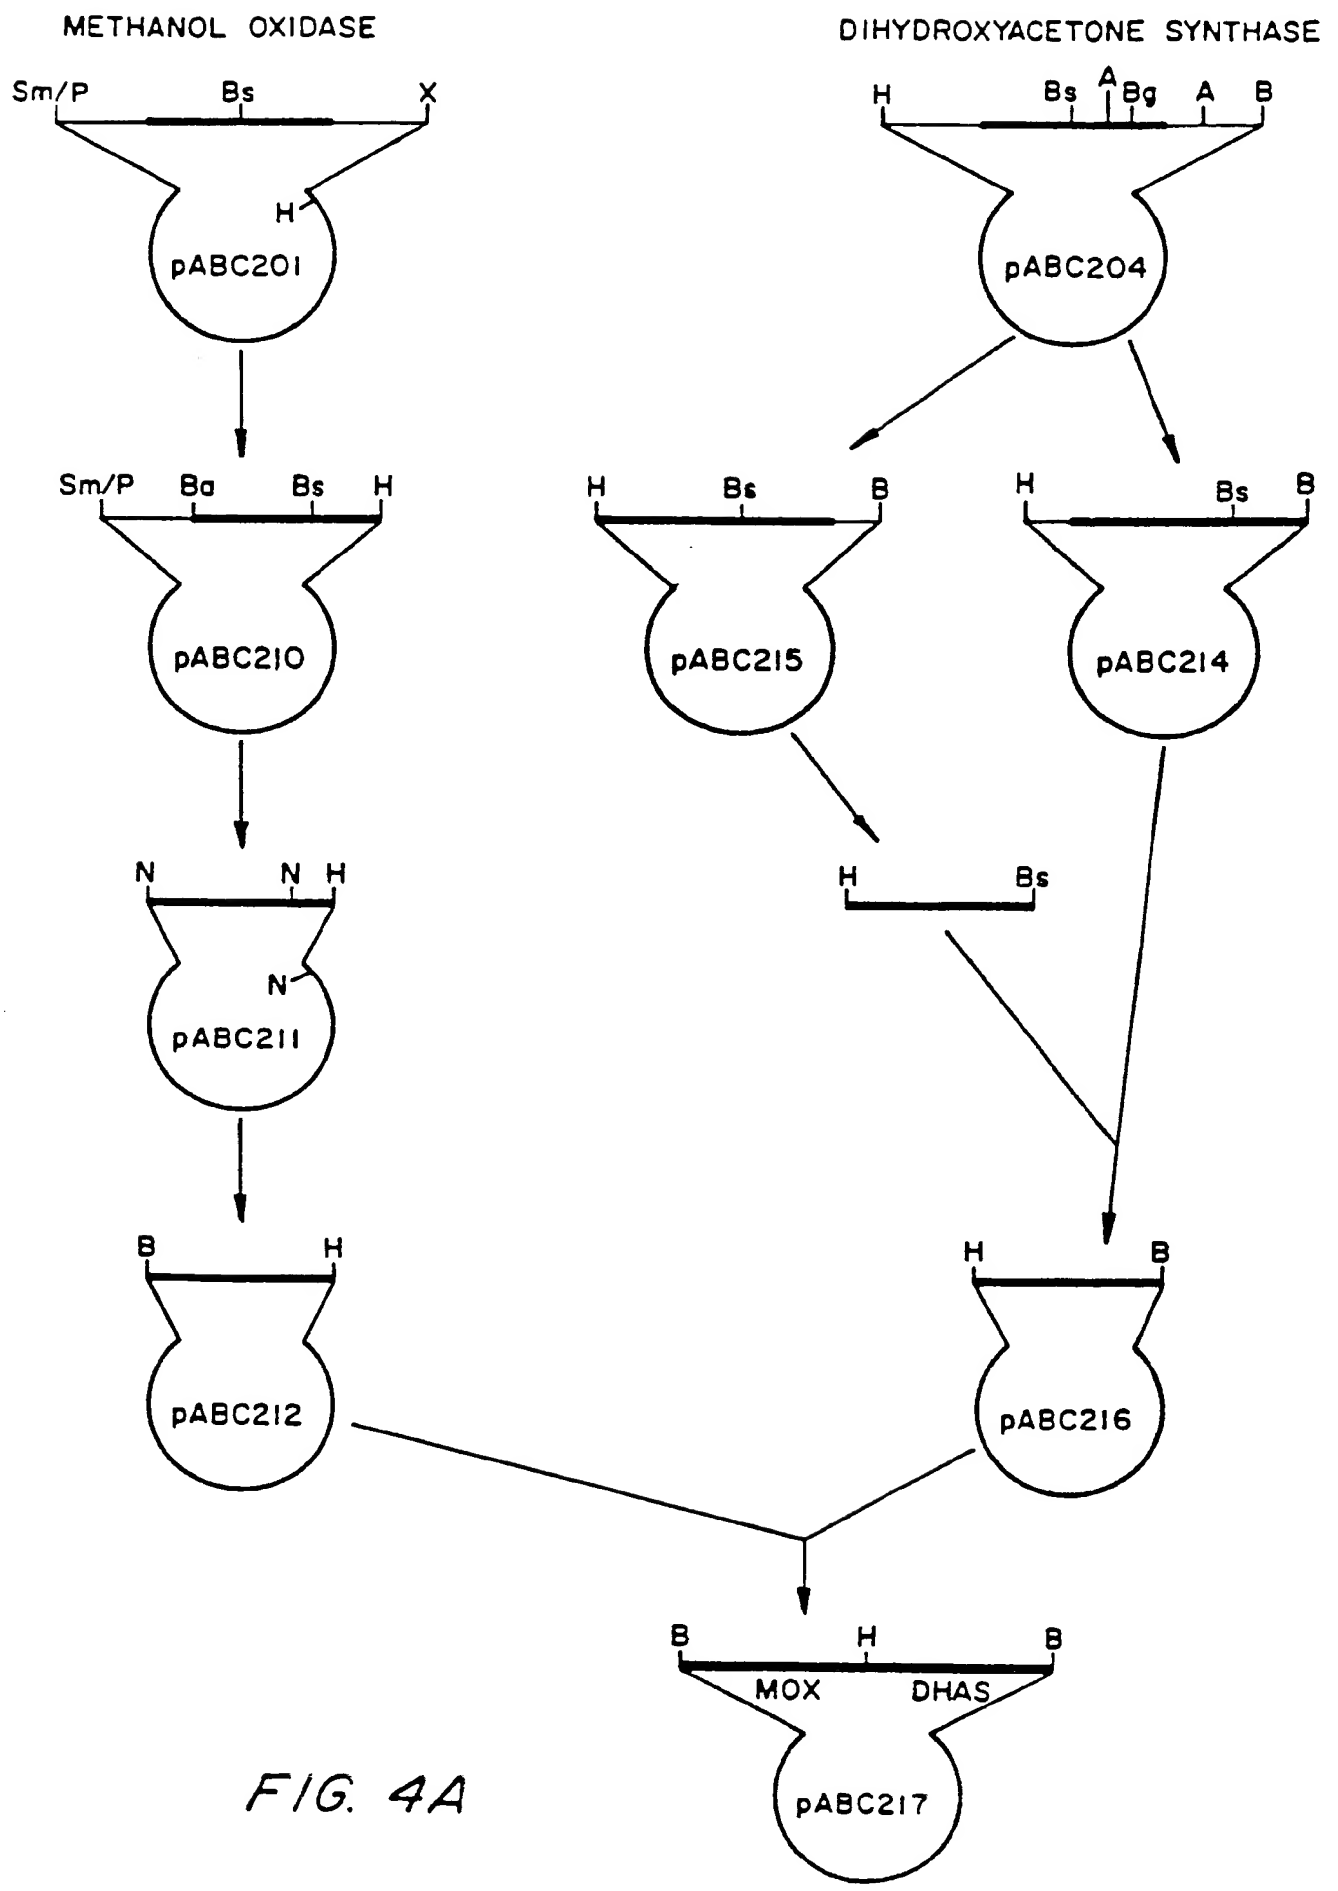 METHANOL OXIDASE
DIHYDROXYACETONE SYNTHASE
Sm/P Bs X
H Bs A Bg A B
H
pABC201
pABC204
Sm/P Ba Bs H
H Bs B
H Bs B
pABC210
pABC215
pABC214
N N H
H Bs
N
pABC211
B H
H B
pABC212
pABC216
B H B
MOX DHAS
pABC217
FIG. 4A